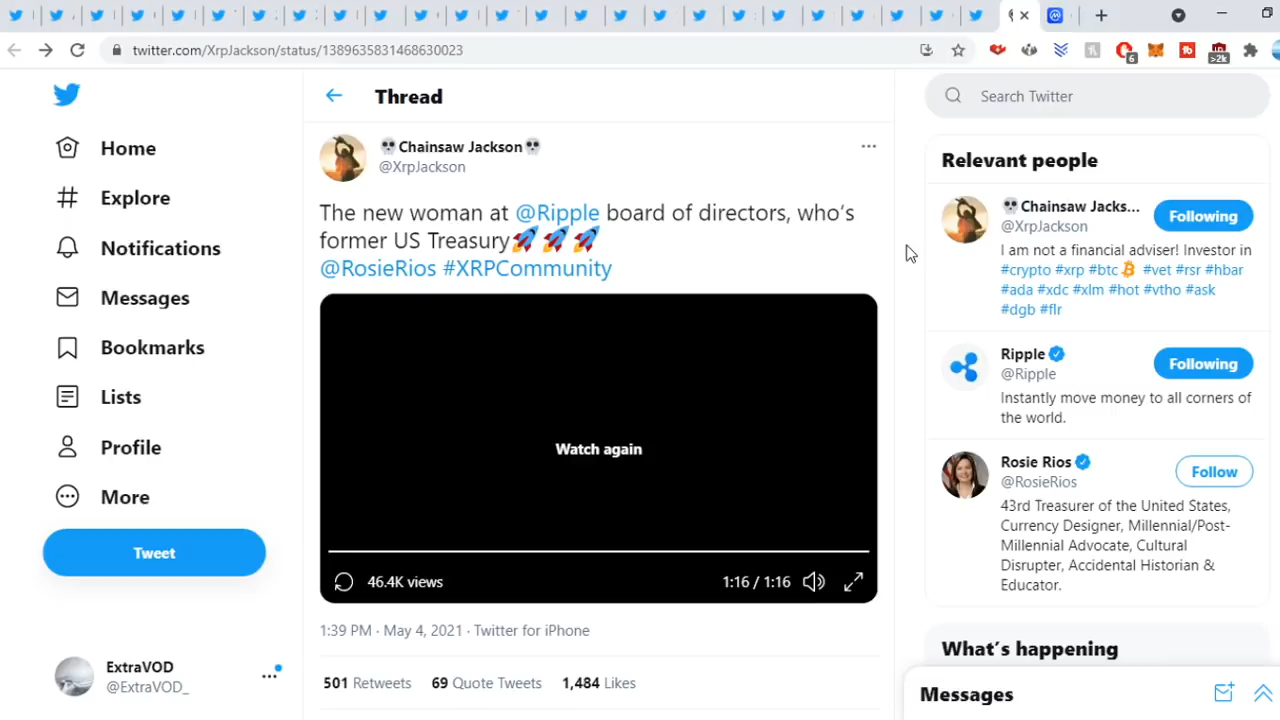 twitter.com/XrpJackson/status/1389635831468630023
6
>2k
Home
Explore
Notifications
Messages
Bookmarks
Lists
Profile
More
Tweet
ExtraVOD
@ExtraVOD_
Thread
Chainsaw Jackson
@XrpJackson
The new woman at @Ripple board of directors, who's
former US Treasury
@RosieRios #XRPCommunity
Watch again
46.4K views
1:16 / 1:16
1:39 PM · May 4, 2021 · Twitter for iPhone
501 Retweets 69 Quote Tweets 1,484 Likes
Search Twitter
Relevant people
Chainsaw Jacks...
@XrpJackson
Following
I am not a financial adviser! Investor in
#crypto #xrp #btc #vet #rsr #hbar
#ada #xdc #xlm #hot #vtho #ask
#dgb #flr
Ripple
@Ripple
Following
Instantly move money to all corners of
the world.
Rosie Rios
@RosieRios
Follow
43rd Treasurer of the United States,
Currency Designer, Millennial/Post-
Millennial Advocate, Cultural
Disrupter, Accidental Historian &
Educator.
What's happening
Messages